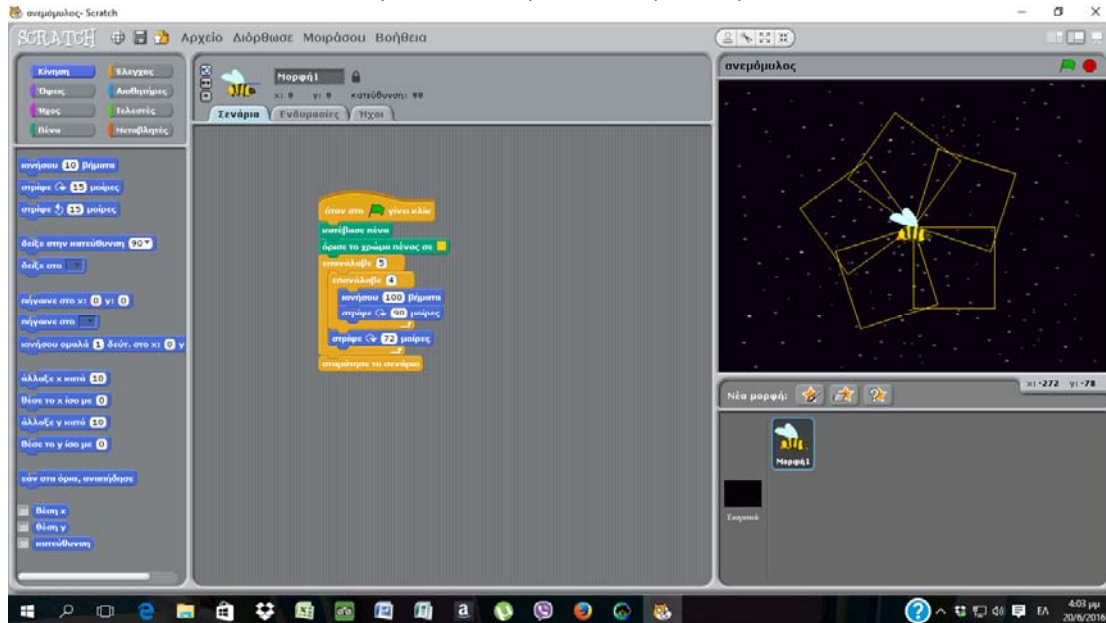 ανεμόμυλος- Scratch
SCRATCH Αρχείο Διόρθωσε Μοιράσου Βοήθεια
Κίνηση Έλεγχος
Όψεις Αισθητήρες
Ήχος Τελεστές
Πένα Μεταβλητές
κινήσου 10 βήματα
στρίψε 15 μοίρες
στρίψε 15 μοίρες
δείξε στην κατεύθυνση 90
δείξε στο
πήγαινε στο x: 0 y: 0
πήγαινε στο
κινήσου ομαλά 1 δεύτ. στο x: 0 y
άλλαξε x κατά 10
θέσε το x ίσο με 0
άλλαξε y κατά 10
θέσε το y ίσο με 0
εάν στα όρια, αναπήδησε
θέση x
θέση y
κατεύθυνση
Μορφή1
x: 0 y: 0 κατεύθυνση: 90
Σενάρια Ενδυμασίες Ήχοι
όταν στο γίνει κλικ
κατέβασε πένα
όρισε το χρώμα πένας σε
επανάλαβε 5
επανάλαβε 4
κινήσου 100 βήματα
στρίψε 90 μοίρες
στρίψε 72 μοίρες
σταμάτησε το σενάριο
ανεμόμυλος
x: -272 y: -78
Νέα μορφή:
Μορφή1
Σκηνικό
ΕΛ 4:03 μμ
20/6/2016